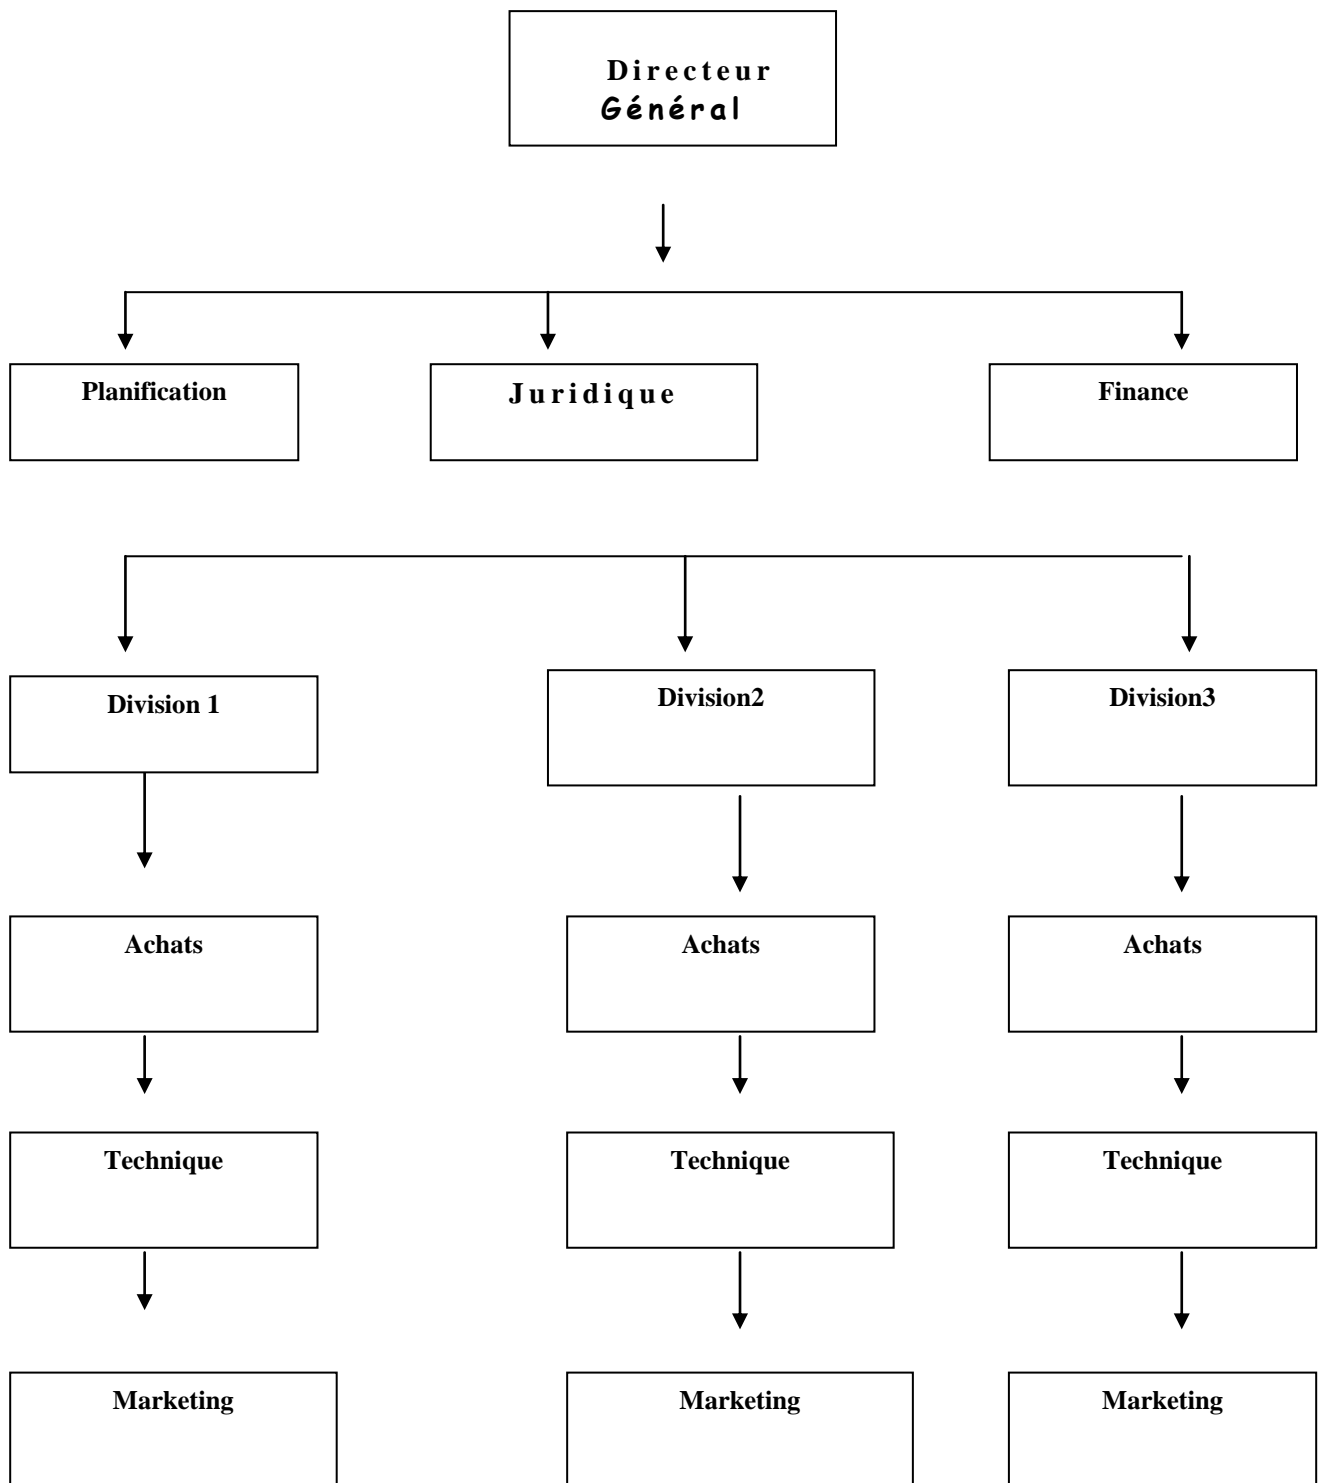 Directeur
Général
Planification
Juridique
Finance
Division 1
Division2
Division3
Achats
Achats
Achats
Technique
Technique
Technique
Marketing
Marketing
Marketing